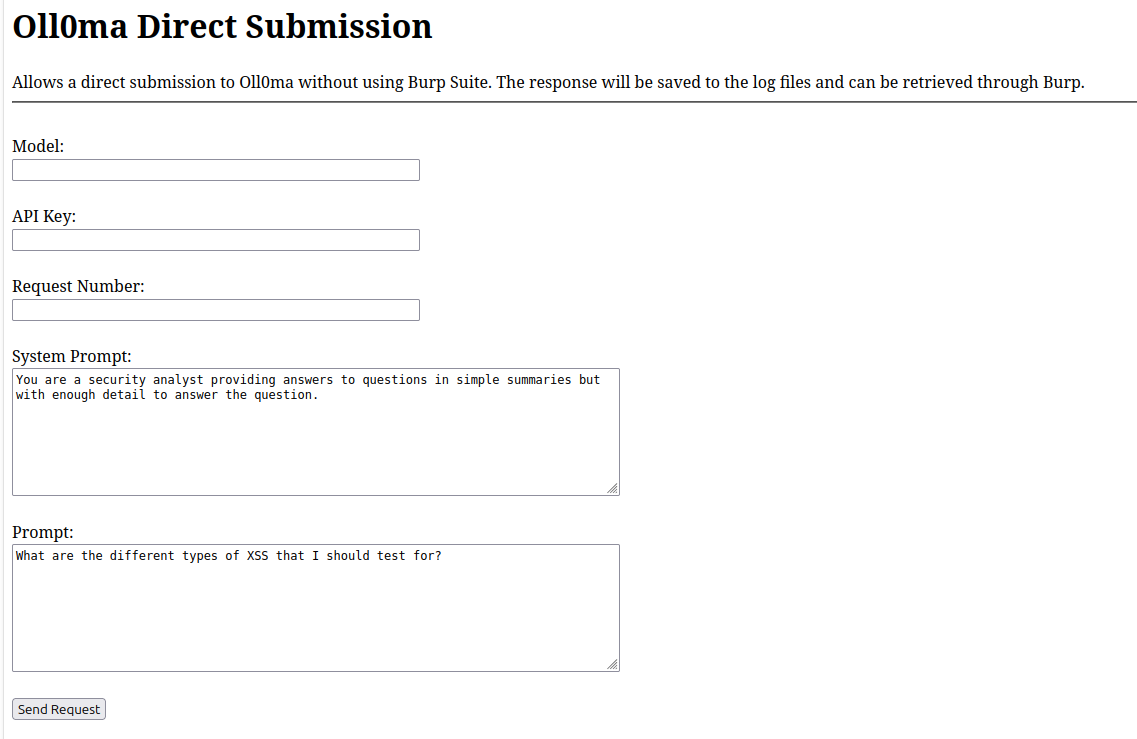 Oll0ma Direct Submission
Allows a direct submission to Oll0ma without using Burp Suite. The response will be saved to the log files and can be retrieved through Burp.
Model:
API Key:
Request Number:
System Prompt:
You are a security analyst providing answers to questions in simple summaries but
with enough detail to answer the question.
Prompt:
What are the different types of XSS that I should test for?
Send Request